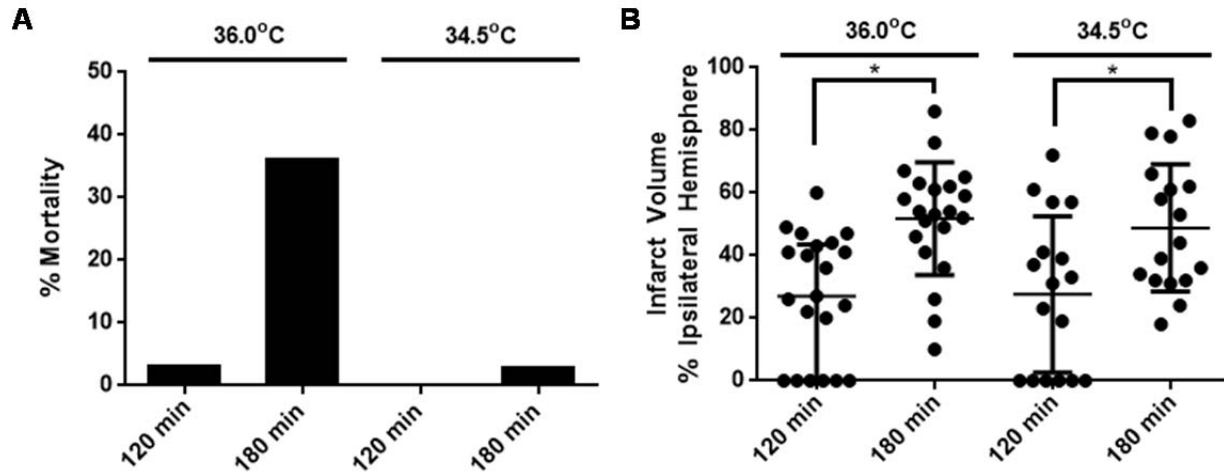 A
36.0°C 34.5°C
% Mortality
50
40
30
20
10
0
120 min
180 min
120 min
180 min
B
36.0°C 34.5°C
Infarct Volume
% Ipsilateral Hemisphere
100
80
60
40
20
0
* *
120 min
180 min
120 min
180 min